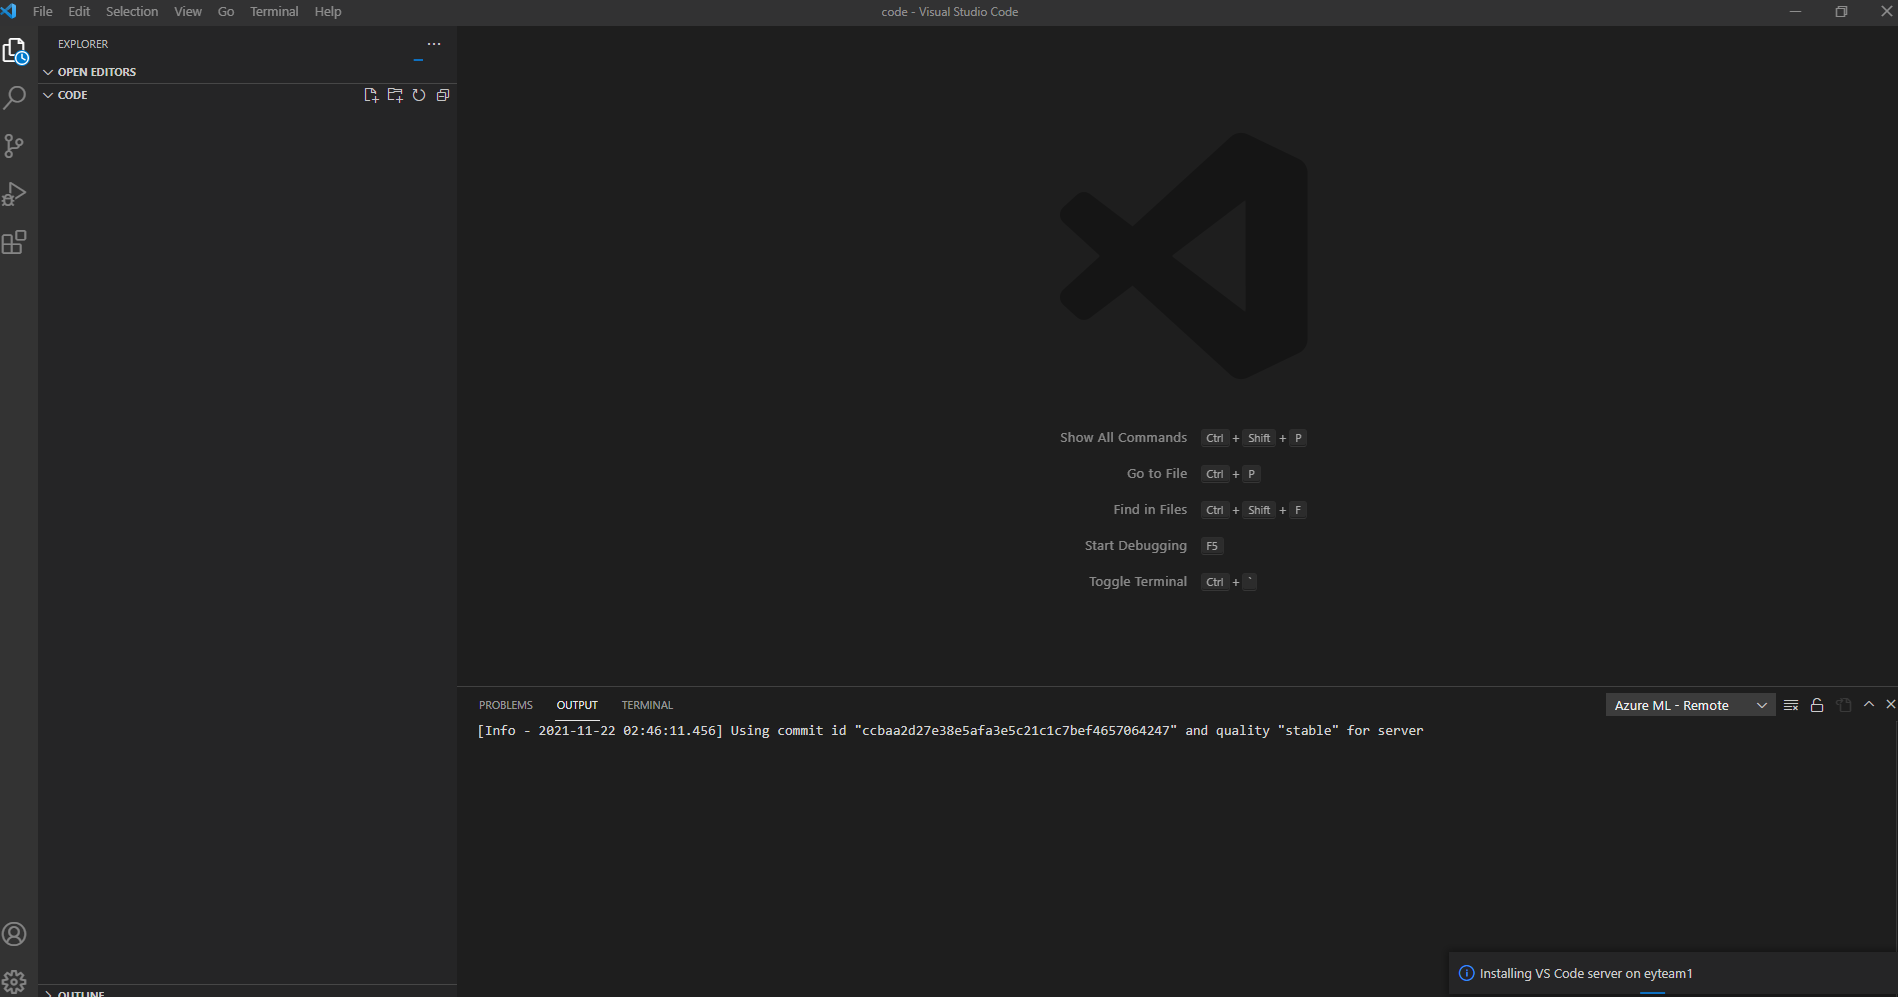 File Edit Selection View Go Terminal Help
code - Visual Studio Code
EXPLORER
OPEN EDITORS
CODE
Show All Commands Ctrl + Shift + P
Go to File Ctrl + P
Find in Files Ctrl + Shift + F
Start Debugging F5
Toggle Terminal Ctrl + `
PROBLEMS OUTPUT TERMINAL
Azure ML - Remote
[Info - 2021-11-22 02:46:11.456] Using commit id "ccbaa2d27e38e5afa3e5c21c1c7bef4657064247" and quality "stable" for server
Installing VS Code server on eyteam1
OUTLINE